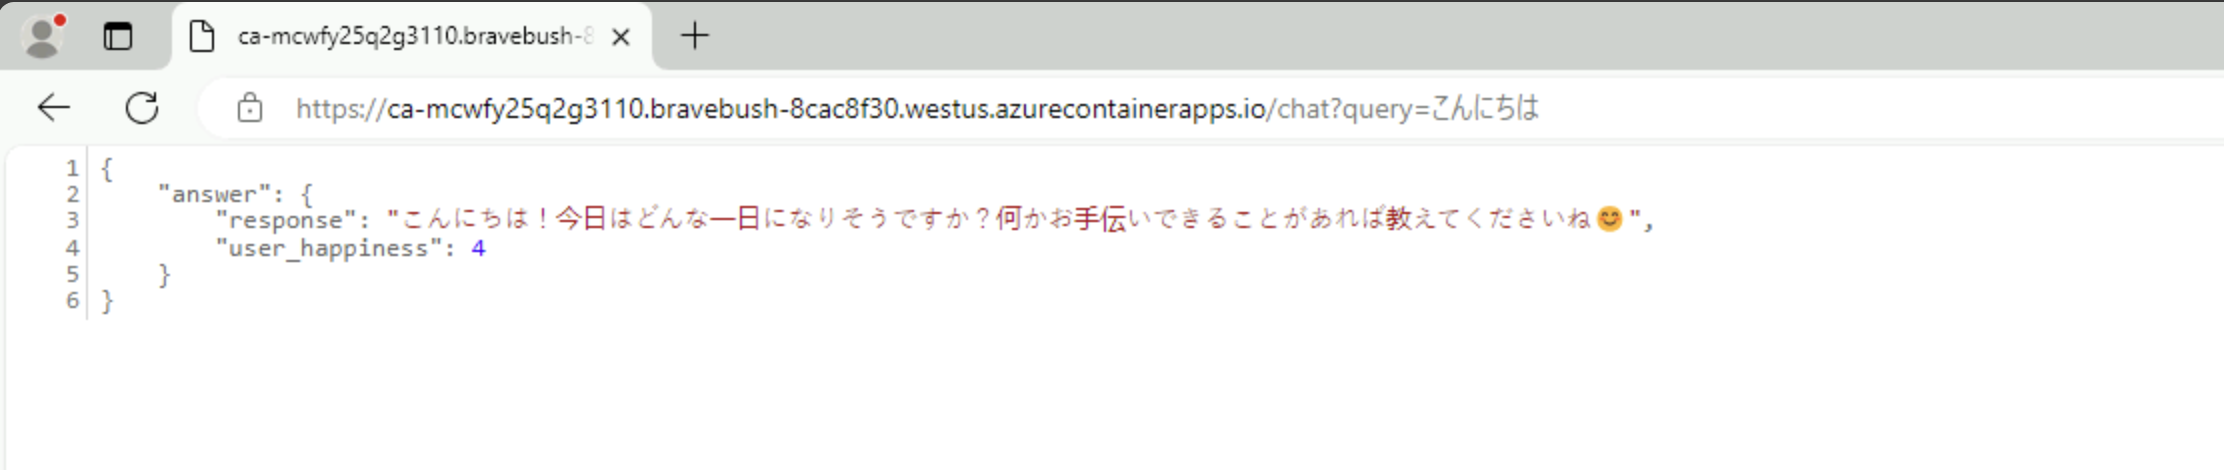 ca-mcwfy25q2g3110.bravebush-8
https://ca-mcwfy25q2g3110.bravebush-8cac8f30.westus.azurecontainerapps.io/chat?query=こんにちは
1 {
2 "answer": {
3 "response": "こんにちは！今日はどんな一日になりそうですか？何かお手伝いできることがあれば教えてくださいね😊",
4 "user_happiness": 4
5 }
6 }